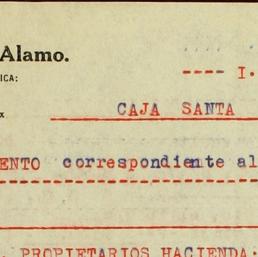 Alamo.
---- I.
ICA:
CAJA SANTA
x
ENTO correspondiente al
PROPIETARIOS HACIENDA: